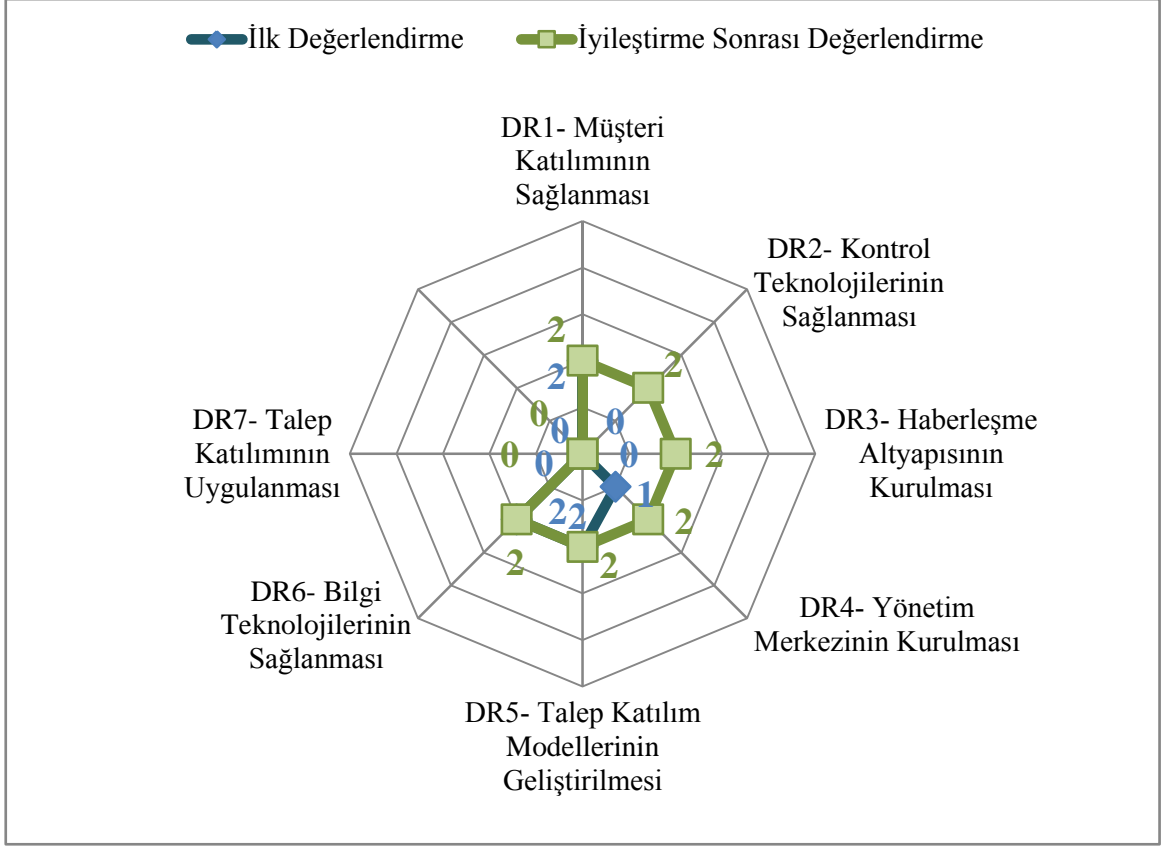 İlk Değerlendirme
İyileştirme Sonrası Değerlendirme
DR1- Müşteri
Katılımının
Sağlanması
DR2- Kontrol
Teknolojilerinin
Sağlanması
DR3- Haberleşme
Altyapısının
Kurulması
DR4- Yönetim
Merkezinin Kurulması
DR5- Talep Katılım
Modellerinin
Geliştirilmesi
DR6- Bilgi
Teknolojilerinin
Sağlanması
DR7- Talep
Katılımının
Uygulanması
2
0
0
1
2
2
0
0
2
2
2
2
2
2
0
0